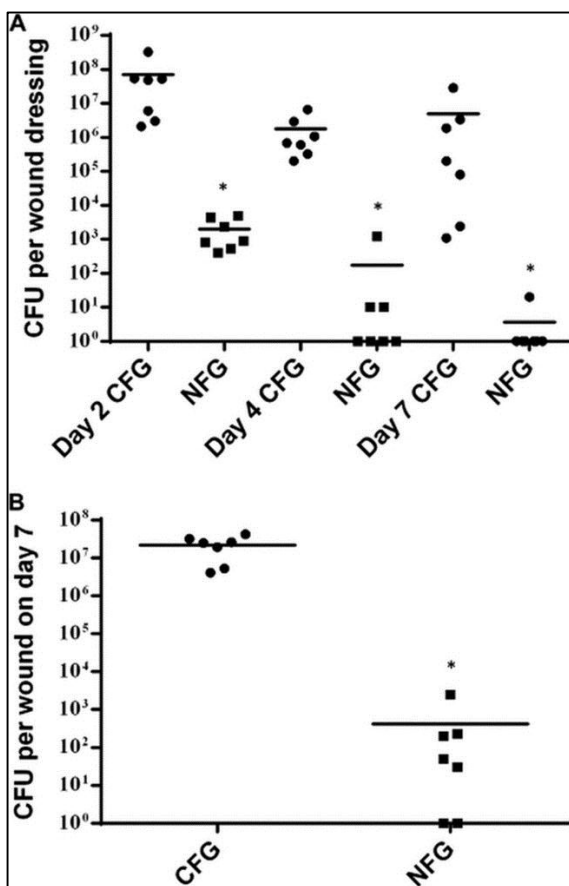 A
CFU per wound dressing
10⁹
10⁸
10⁷
10⁶
10⁵
10⁴
10³
10²
10¹
10⁰
*
*
*
Day 2 CFG
NFG
Day 4 CFG
NFG
Day 7 CFG
NFG
B
CFU per wound on day 7
10⁸
10⁷
10⁶
10⁵
10⁴
10³
10²
10¹
10⁰
*
CFG
NFG